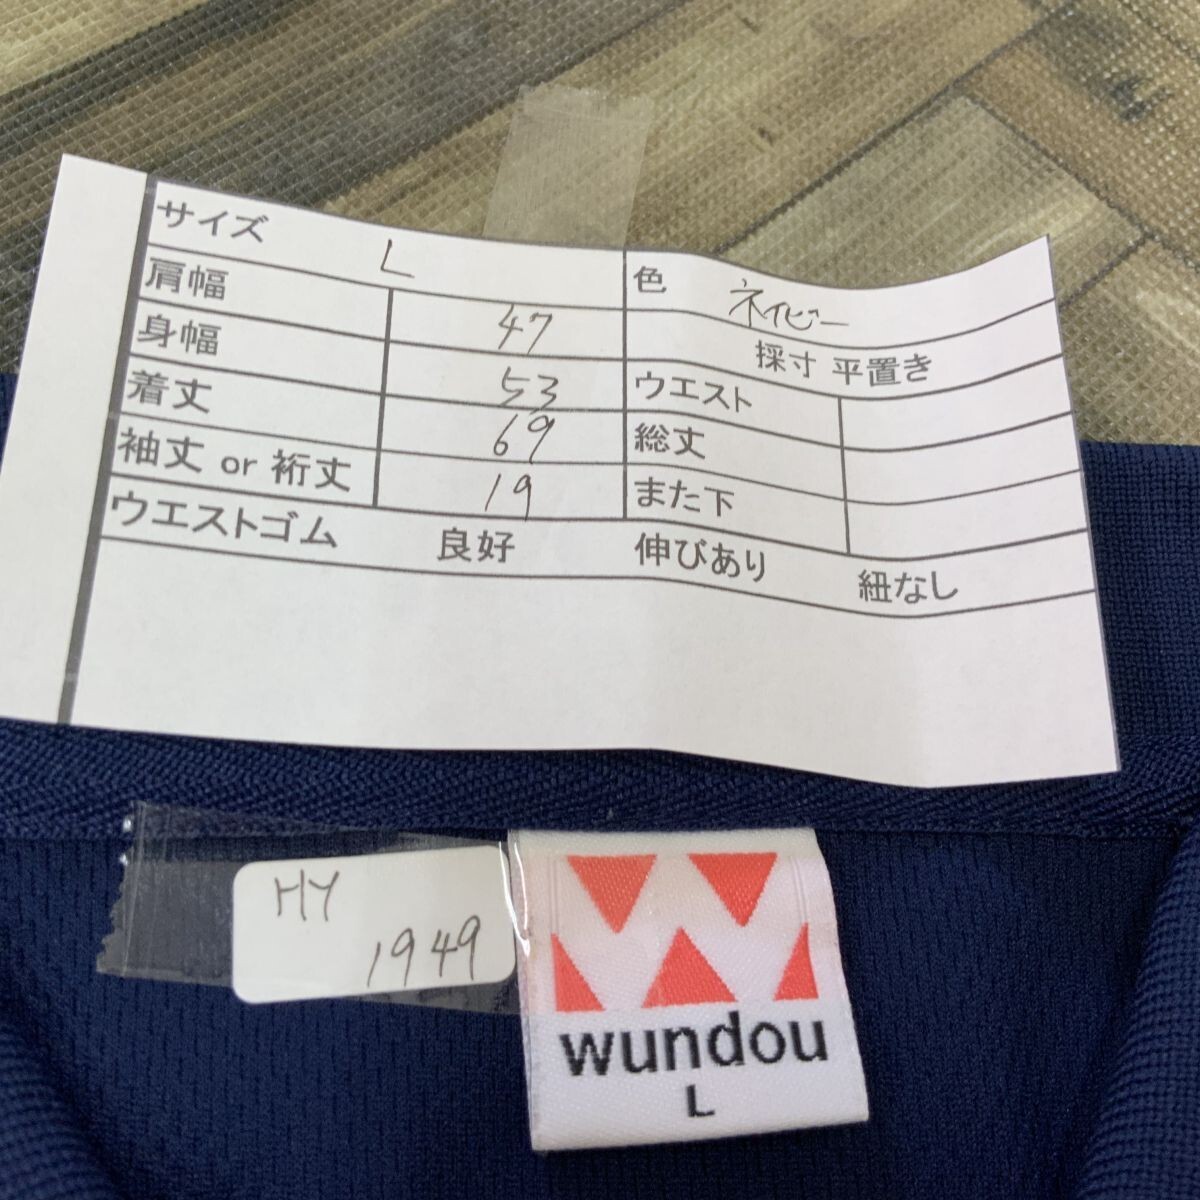 サイズ L 色 ネイビー
肩幅 47 採寸 平置き
身幅 53 ウエスト
着丈 69 総丈
袖丈 or 裄丈 19 また下
ウエストゴム 良好 伸びあり 紐なし
HY
1949
wundou
L